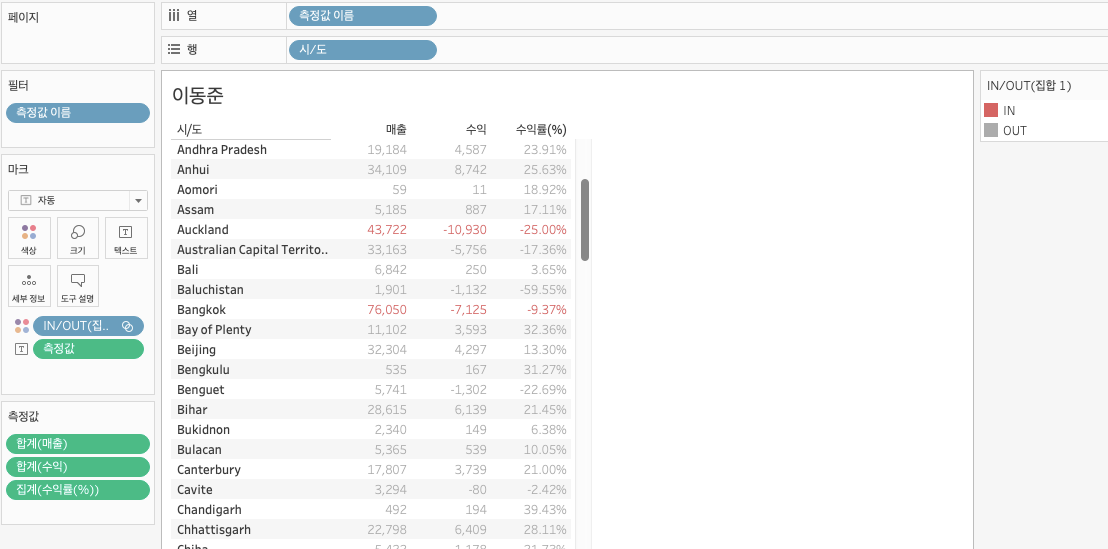 페이지
열 측정값 이름
행 시/도
필터
측정값 이름
마크
T 자동
색상 크기 텍스트
세부 정보 도구 설명
IN/OUT(집..
T 측정값
측정값
합계(매출)
합계(수익)
집계(수익률(%))
이동준
시/도 매출 수익 수익률(%)
Andhra Pradesh 19,184 4,587 23.91%
Anhui 34,109 8,742 25.63%
Aomori 59 11 18.92%
Assam 5,185 887 17.11%
Auckland 43,722 -10,930 -25.00%
Australian Capital Territo.. 33,163 -5,756 -17.36%
Bali 6,842 250 3.65%
Baluchistan 1,901 -1,132 -59.55%
Bangkok 76,050 -7,125 -9.37%
Bay of Plenty 11,102 3,593 32.36%
Beijing 32,304 4,297 13.30%
Bengkulu 535 167 31.27%
Benguet 5,741 -1,302 -22.69%
Bihar 28,615 6,139 21.45%
Bukidnon 2,340 149 6.38%
Bulacan 5,365 539 10.05%
Canterbury 17,807 3,739 21.00%
Cavite 3,294 -80 -2.42%
Chandigarh 492 194 39.43%
Chhattisgarh 22,798 6,409 28.11%
IN/OUT(집합 1)
IN
OUT